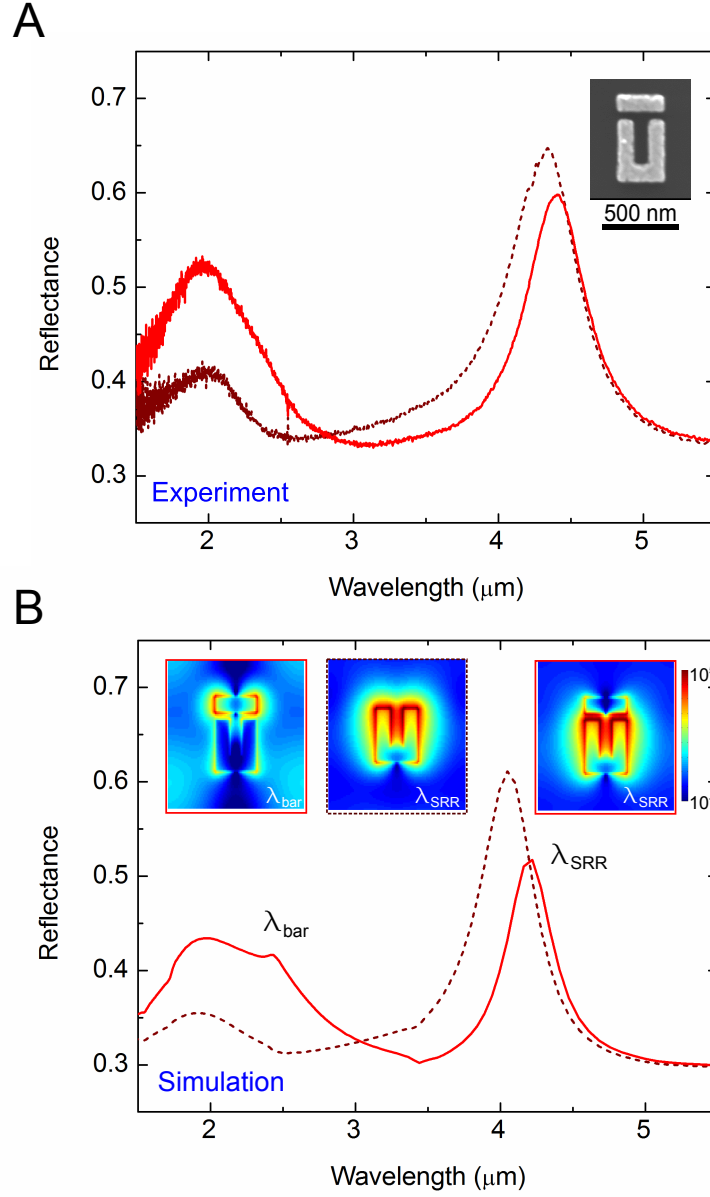 A
0.7
0.6
0.5
0.4
0.3
Reflectance
500 nm
Experiment
2 3 4 5
Wavelength (μm)
B
0.7
0.6
0.5
0.4
0.3
Reflectance
λbar
λSRR
λSRR
10
10
λbar
λSRR
Simulation
2 3 4 5
Wavelength (μm)